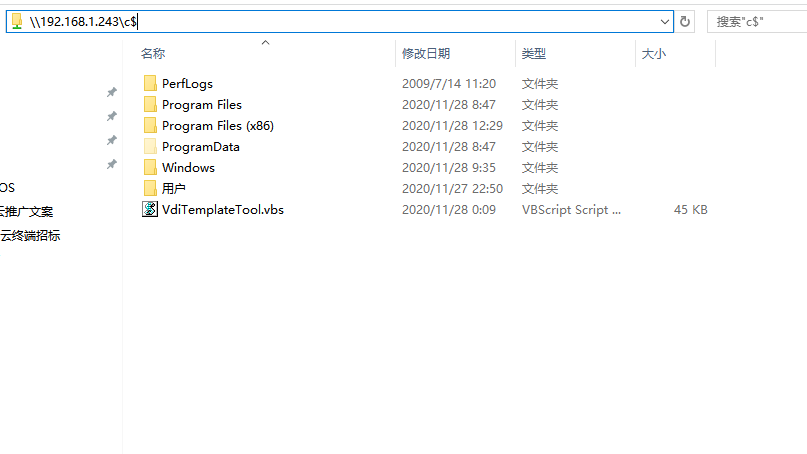 \\192.168.1.243\c$ 搜索"c$"
名称 修改日期 类型 大小
PerfLogs 2009/7/14 11:20 文件夹
Program Files 2020/11/28 8:47 文件夹
Program Files (x86) 2020/11/28 12:29 文件夹
ProgramData 2020/11/28 8:47 文件夹
Windows 2020/11/28 9:35 文件夹
OS 用户 2020/11/27 22:50 文件夹
云推广文案 VdiTemplateTool.vbs 2020/11/28 0:09 VBScript Script ... 45 KB
云终端招标